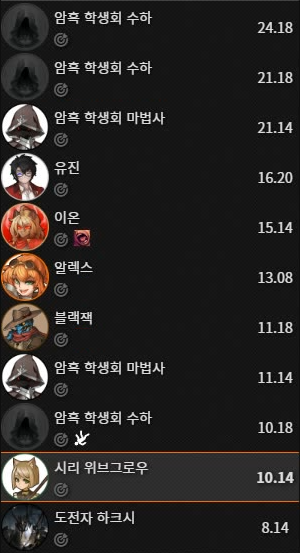 암흑 학생회 수하
24.18
암흑 학생회 수하
21.18
암흑 학생회 마법사
21.14
유진
16.20
이온
15.14
알렉스
13.08
블랙잭
11.18
암흑 학생회 마법사
11.14
암흑 학생회 수하
10.18
시리 위브그로우
10.14
도전자 하크시
8.14